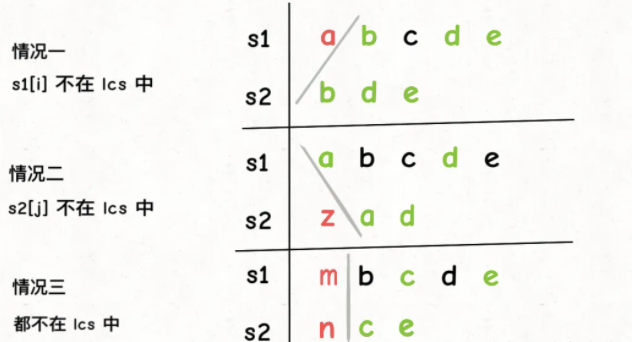 s1 a b c d e
情况一
s1[i] 不在 lcs 中
s2 b d e
s1 a b c d e
情况二
s2[j] 不在 lcs 中
s2 z a d
s1 m b c d e
情况三
都不在 lcs 中
s2 n c e